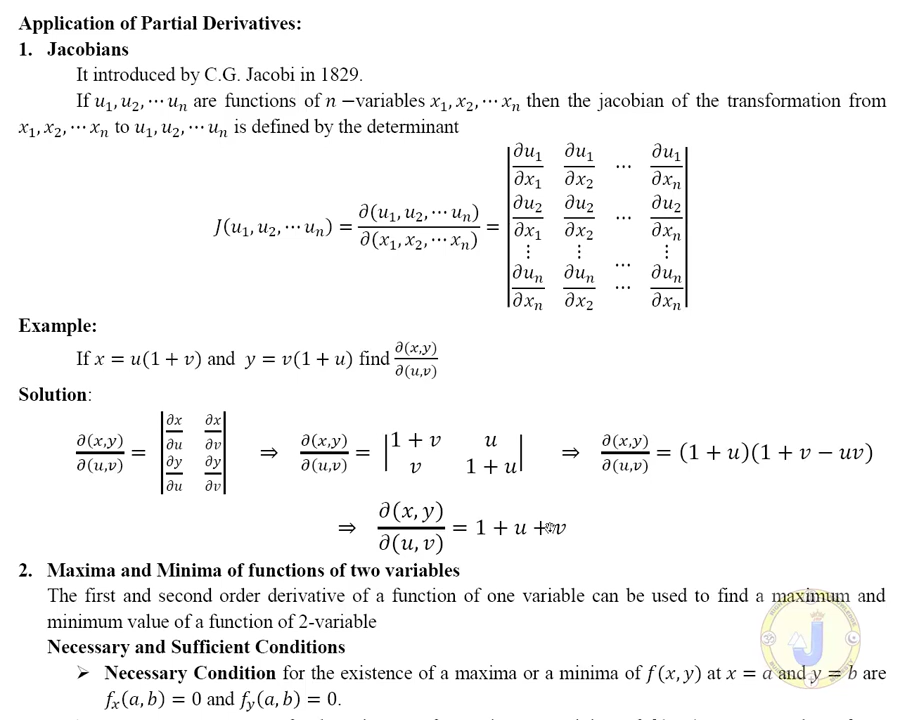 Application of Partial Derivatives:
1. Jacobians
It introduced by C.G. Jacobi in 1829.
If u₁, u₂, ⋯ uₙ are functions of n −variables x₁, x₂, ⋯ xₙ then the jacobian of the transformation from
x₁, x₂, ⋯ xₙ to u₁, u₂, ⋯ uₙ is defined by the determinant
J(u₁, u₂, ⋯ uₙ) = ∂(u₁, u₂, ⋯ uₙ)/∂(x₁, x₂, ⋯ xₙ) = | ∂u₁/∂x₁ ∂u₁/∂x₂ ⋯ ∂u₁/∂xₙ
∂u₂/∂x₁ ∂u₂/∂x₂ ⋯ ∂u₂/∂xₙ
⋮ ⋮ ⋯ ⋮
∂uₙ/∂xₙ ∂uₙ/∂x₂ ⋯ ∂uₙ/∂xₙ |
Example:
If x = u(1 + v) and y = v(1 + u) find ∂(x,y)/∂(u,v)
Solution:
∂(x,y)/∂(u,v) = | ∂x/∂u ∂x/∂v ; ∂y/∂u ∂y/∂v | ⇒ ∂(x,y)/∂(u,v) = | 1 + v u ; v 1 + u | ⇒ ∂(x,y)/∂(u,v) = (1 + u)(1 + v − uv)
⇒ ∂(x, y)/∂(u, v) = 1 + u + v
2. Maxima and Minima of functions of two variables
The first and second order derivative of a function of one variable can be used to find a maximum and
minimum value of a function of 2-variable
Necessary and Sufficient Conditions
➢ Necessary Condition for the existence of a maxima or a minima of f(x, y) at x = a and y = b are
fₓ(a, b) = 0 and f_y(a, b) = 0.